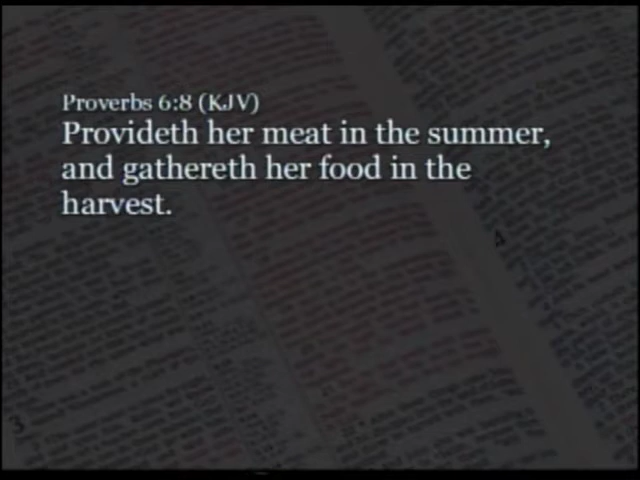 Proverbs 6:8 (KJV)
Provideth her meat in the summer,
and gathereth her food in the
harvest.